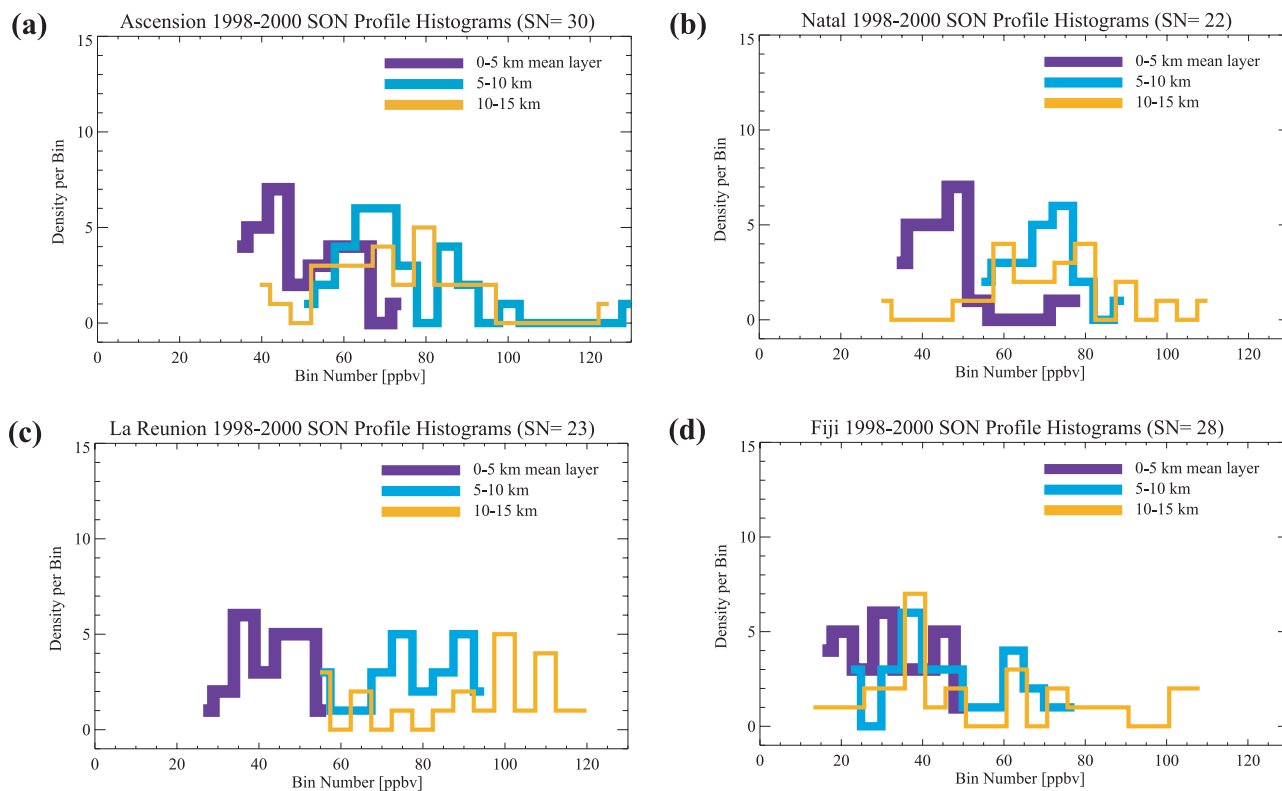 (a)
Ascension 1998-2000 SON Profile Histograms (SN= 30)
15
10
5
0
Density per Bin
0-5 km mean layer
5-10 km
10-15 km
0 20 40 60 80 100 120
Bin Number [ppbv]
(b)
Natal 1998-2000 SON Profile Histograms (SN= 22)
15
10
5
0
Density per Bin
0-5 km mean layer
5-10 km
10-15 km
0 20 40 60 80 100 120
Bin Number [ppbv]
(c)
La Reunion 1998-2000 SON Profile Histograms (SN= 23)
15
10
5
0
Density per Bin
0-5 km mean layer
5-10 km
10-15 km
0 20 40 60 80 100 120
Bin Number [ppbv]
(d)
Fiji 1998-2000 SON Profile Histograms (SN= 28)
15
10
5
0
Density per Bin
0-5 km mean layer
5-10 km
10-15 km
0 20 40 60 80 100 120
Bin Number [ppbv]